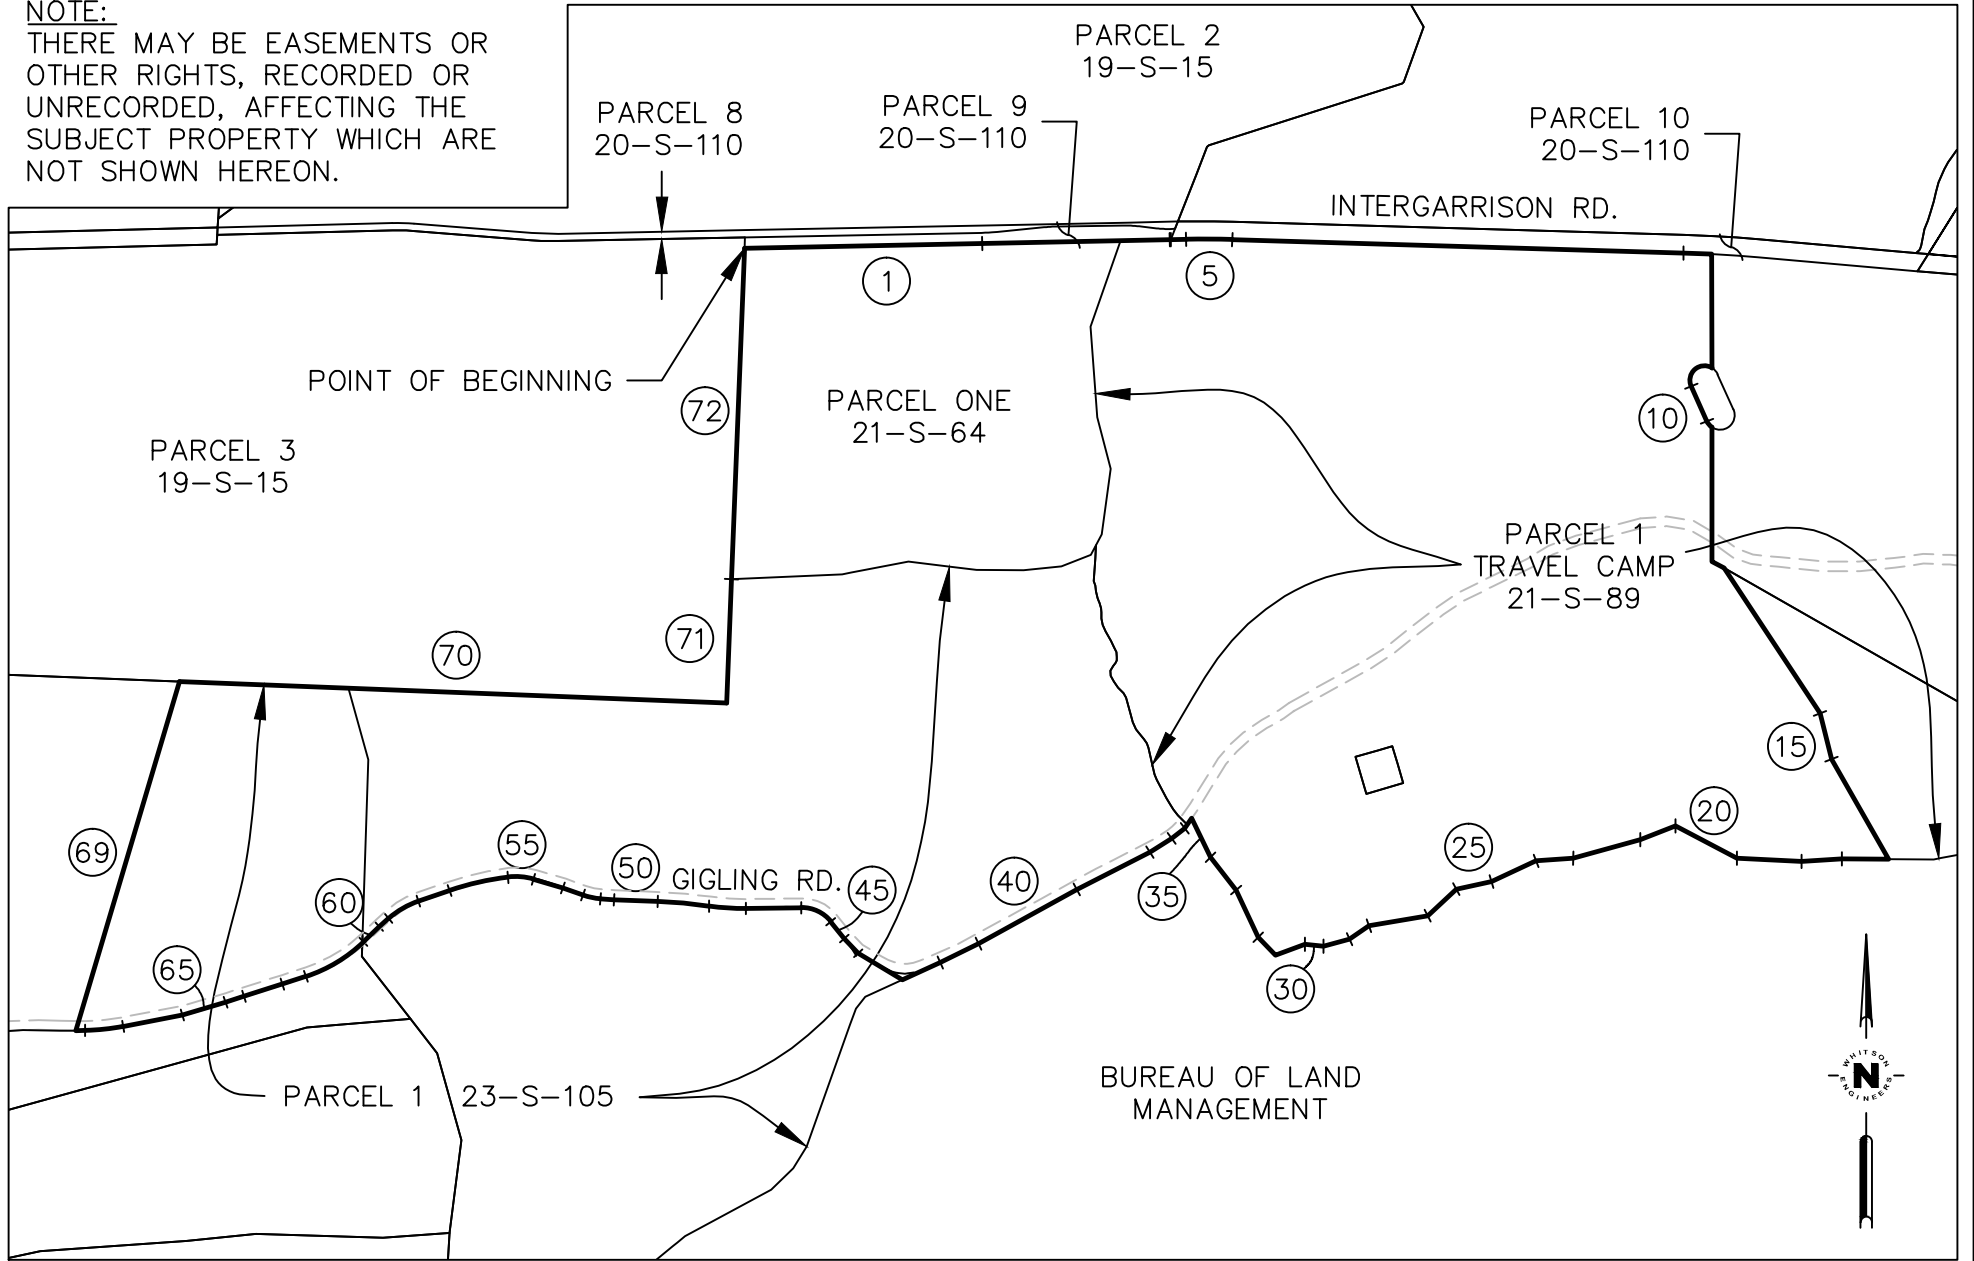 NOTE:
THERE MAY BE EASEMENTS OR
OTHER RIGHTS, RECORDED OR
UNRECORDED, AFFECTING THE
SUBJECT PROPERTY WHICH ARE
NOT SHOWN HEREON.
PARCEL 2
19-S-15
PARCEL 8
20-S-110
PARCEL 9
20-S-110
PARCEL 10
20-S-110
INTERGARRISON RD.
1
5
POINT OF BEGINNING
72
PARCEL ONE
21-S-64
10
PARCEL 3
19-S-15
PARCEL 1
TRAVEL CAMP
21-S-89
70
71
15
69
55
50
GIGLING RD.
45
40
35
25
20
60
65
30
PARCEL 1 23-S-105
BUREAU OF LAND
MANAGEMENT
WHITSON
N
ENGINEERS